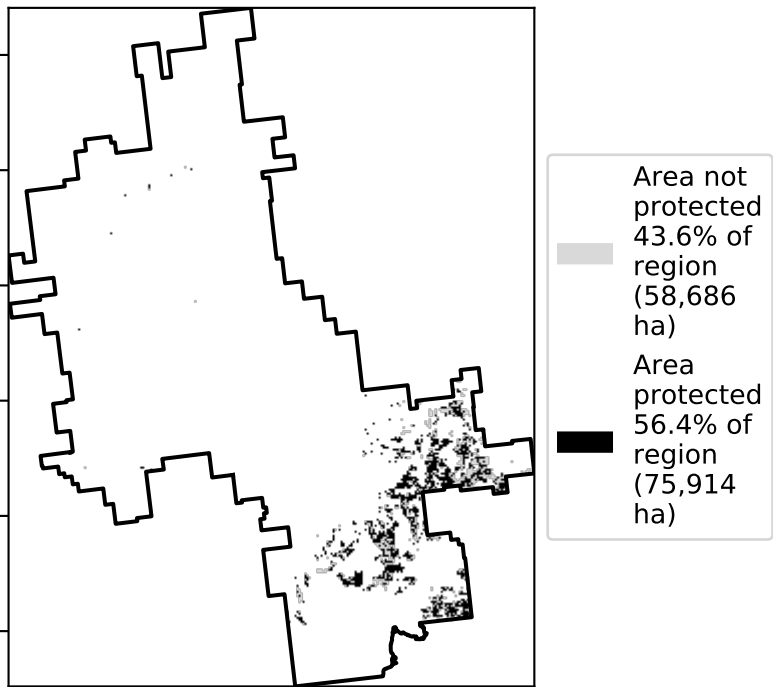 Area not
protected
43.6% of
region
(58,686
ha)
Area
protected
56.4% of
region
(75,914
ha)